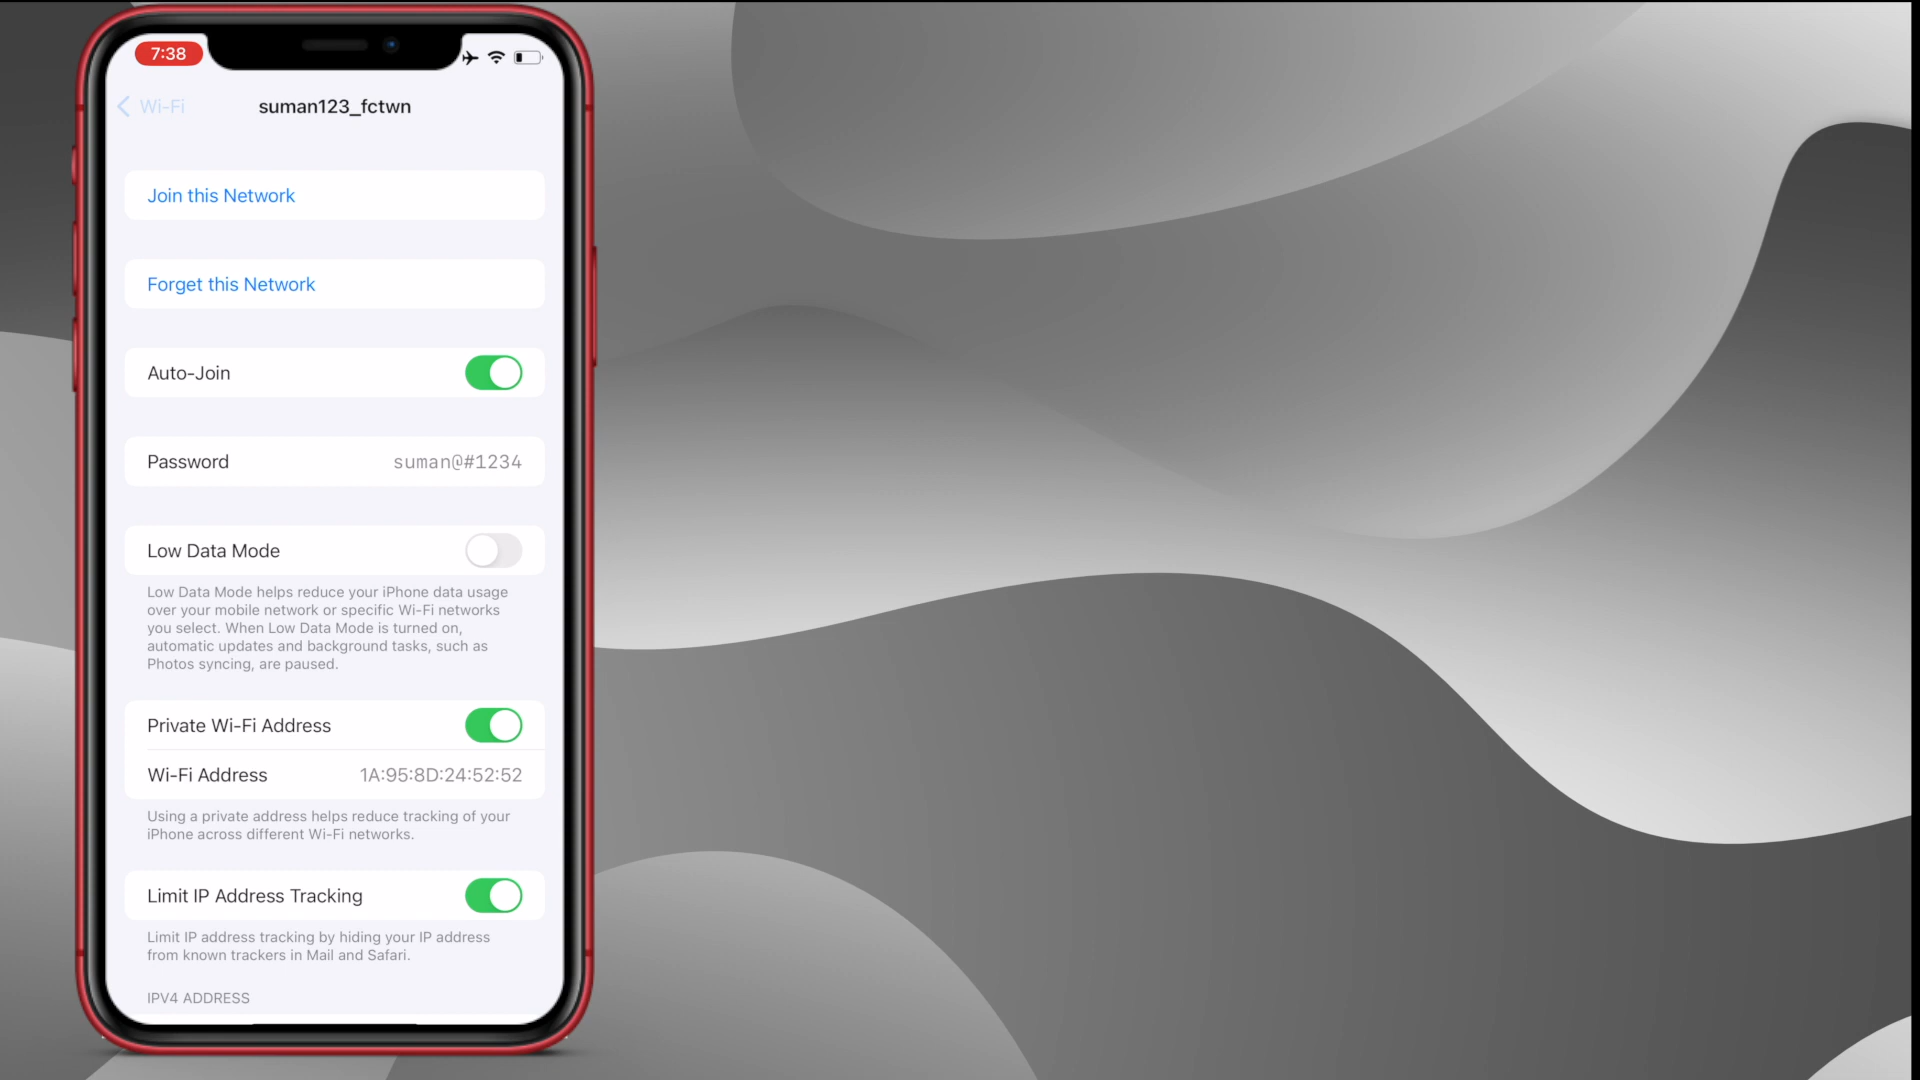 7:38
Wi-Fi
suman123_fctwn
Join this Network
Forget this Network
Auto-Join
Password suman@#1234
Low Data Mode
Low Data Mode helps reduce your iPhone data usage
over your mobile network or specific Wi-Fi networks
you select. When Low Data Mode is turned on,
automatic updates and background tasks, such as
Photos syncing, are paused.
Private Wi-Fi Address
Wi-Fi Address 1A:95:8D:24:52:52
Using a private address helps reduce tracking of your
iPhone across different Wi-Fi networks.
Limit IP Address Tracking
Limit IP address tracking by hiding your IP address
from known trackers in Mail and Safari.
IPV4 ADDRESS